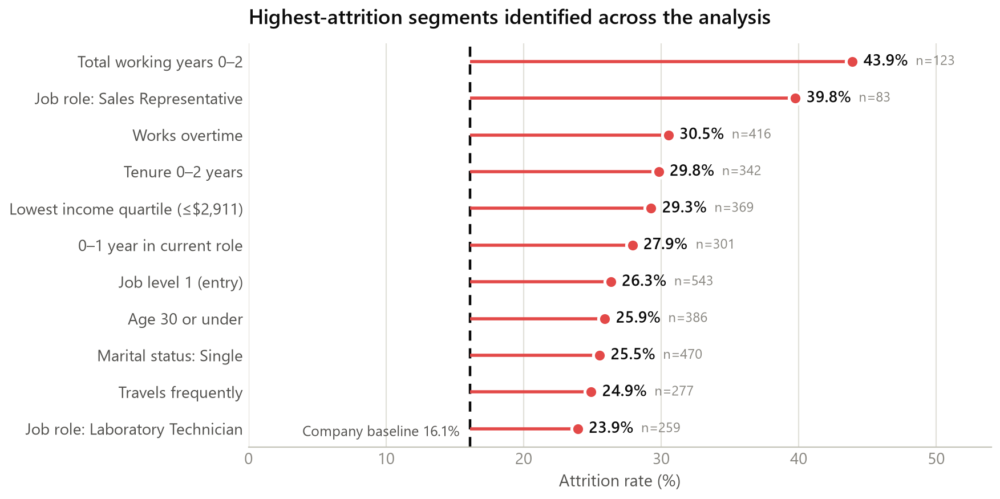 Highest-attrition segments identified across the analysis
Total working years 0–2 43.9% n=123
Job role: Sales Representative 39.8% n=83
Works overtime 30.5% n=416
Tenure 0–2 years 29.8% n=342
Lowest income quartile (≤$2,911) 29.3% n=369
0–1 year in current role 27.9% n=301
Job level 1 (entry) 26.3% n=543
Age 30 or under 25.9% n=386
Marital status: Single 25.5% n=470
Travels frequently 24.9% n=277
Job role: Laboratory Technician Company baseline 16.1% 23.9% n=259
0 10 20 30 40 50
Attrition rate (%)